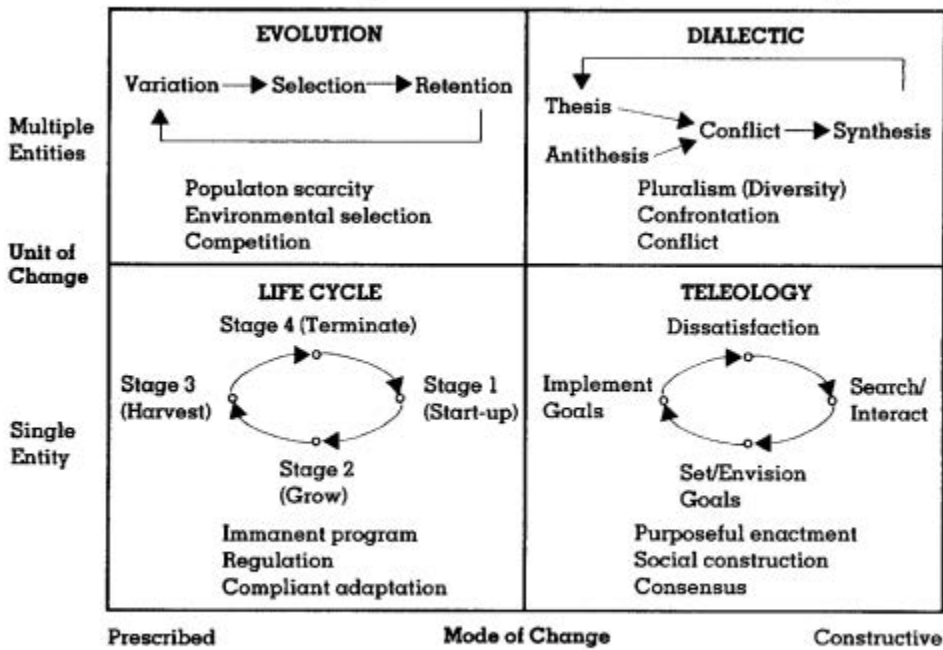 EVOLUTION
Variation Selection Retention
Populaton scarcity
Environmental selection
Competition
DIALECTIC
Thesis
Antithesis
Conflict Synthesis
Pluralism (Diversity)
Confrontation
Conflict
Multiple
Entities
Unit of
Change
Single
Entity
LIFE CYCLE
Stage 4 (Terminate)
Stage 3
(Harvest)
Stage 1
(Start-up)
Stage 2
(Grow)
Immanent program
Regulation
Compliant adaptation
TELEOLOGY
Dissatisfaction
Implement
Goals
Search/
Interact
Set/Envision
Goals
Purposeful enactment
Social construction
Consensus
Prescribed Mode of Change Constructive